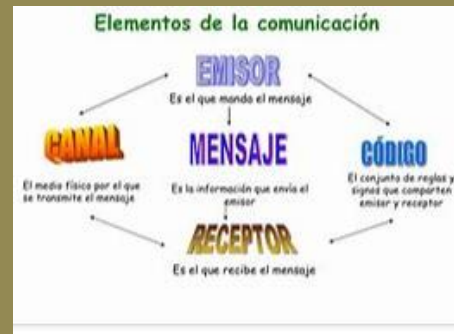 Elementos de la comunicación
EMISOR
Es el que manda el mensaje
CANAL
El medio físico por el que
se transmite el mensaje
MENSAJE
Es la información que envía el
emisor
CÓDIGO
El conjunto de reglas y
signos que comparten
emisor y receptor
RECEPTOR
Es el que recibe el mensaje